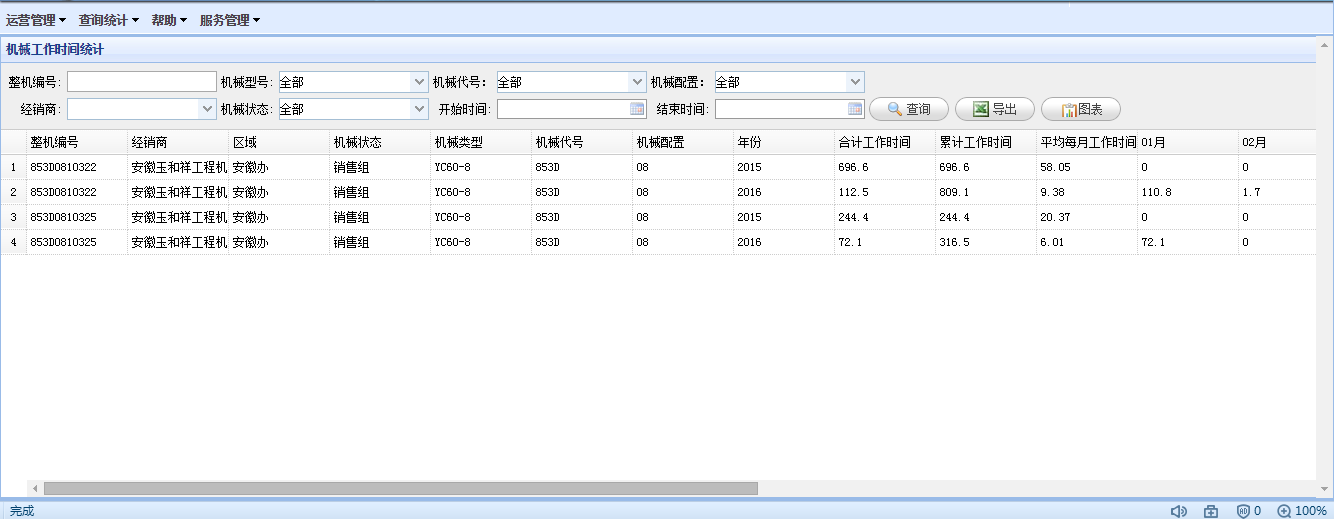 运营管理 查询统计 帮助 服务管理
机械工作时间统计
整机编号: 机械型号: 全部 机械代号: 全部 机械配置: 全部
经销商: 机械状态: 全部 开始时间: 结束时间: 查询 导出 图表
整机编号 经销商 区域 机械状态 机械类型 机械代号 机械配置 年份 合计工作时间 累计工作时间 平均每月工作时间 01月 02月
1 853D0810322 安徽玉和祥工程机 安徽办 销售组 YC60-8 853D 08 2015 696.6 696.6 58.05 0 0
2 853D0810322 安徽玉和祥工程机 安徽办 销售组 YC60-8 853D 08 2016 112.5 809.1 9.38 110.8 1.7
3 853D0810325 安徽玉和祥工程机 安徽办 销售组 YC60-8 853D 08 2015 244.4 244.4 20.37 0 0
4 853D0810325 安徽玉和祥工程机 安徽办 销售组 YC60-8 853D 08 2016 72.1 316.5 6.01 72.1 0
完成 0 100%